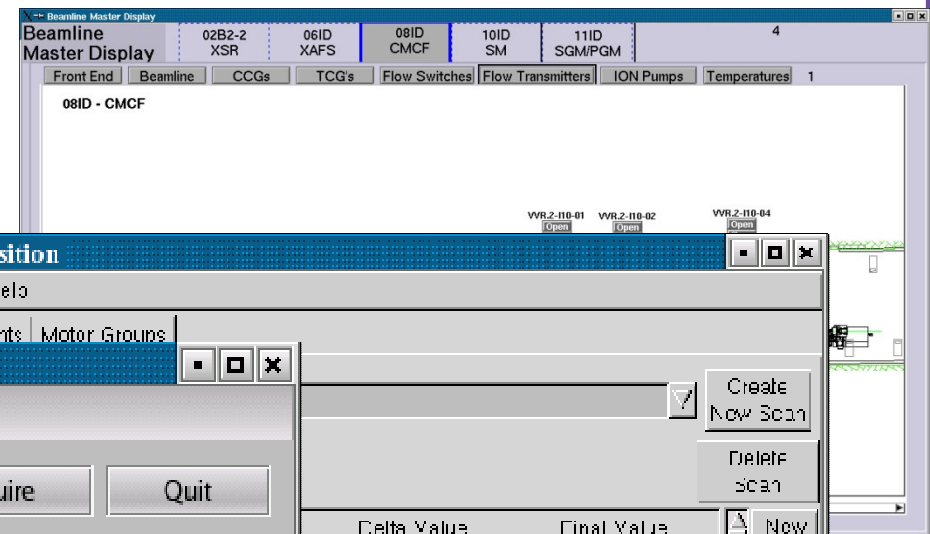 Beamline Master Display
Beamline
Master Display
02B2-2
XSR
06ID
XAFS
08ID
CMCF
10ID
SM
11ID
SGM/PGM
4
Front End
Beamline
CCGs
TCG's
Flow Switches
Flow Transmitters
ION Pumps
Temperatures
1
08ID - CMCF
VVR.2-I10-01
VVR.2-I10-02
VVR.2-I10-04
Open
Open
Open
sition
elp
nts
Motor Groups
Create
New Scan
Delete
Scan
uire
Quit
Delta Value
Final Value
New